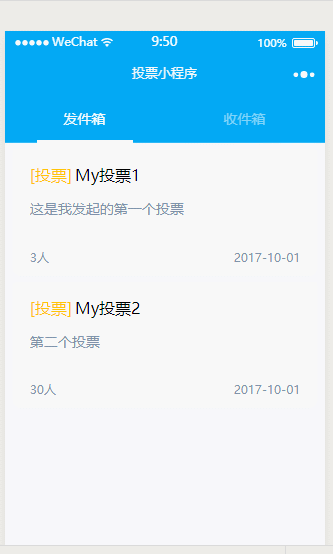 WeChat 9:50 100%
投票小程序
发件箱 收件箱
[投票] My投票1
这是我发起的第一个投票
3人 2017-10-01
[投票] My投票2
第二个投票
30人 2017-10-01